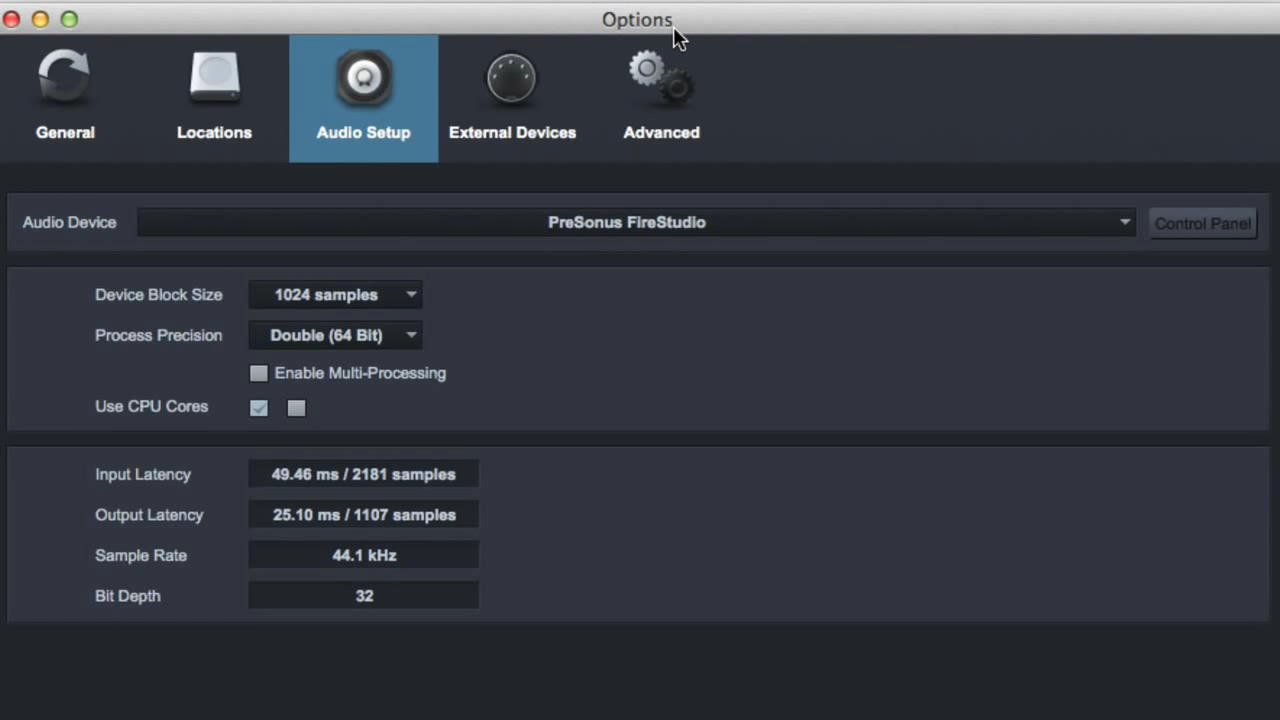 Options
General Locations Audio Setup External Devices Advanced
Audio Device PreSonus FireStudio Control Panel
Device Block Size 1024 samples
Process Precision Double (64 Bit)
Enable Multi-Processing
Use CPU Cores
Input Latency 49.46 ms / 2181 samples
Output Latency 25.10 ms / 1107 samples
Sample Rate 44.1 kHz
Bit Depth 32